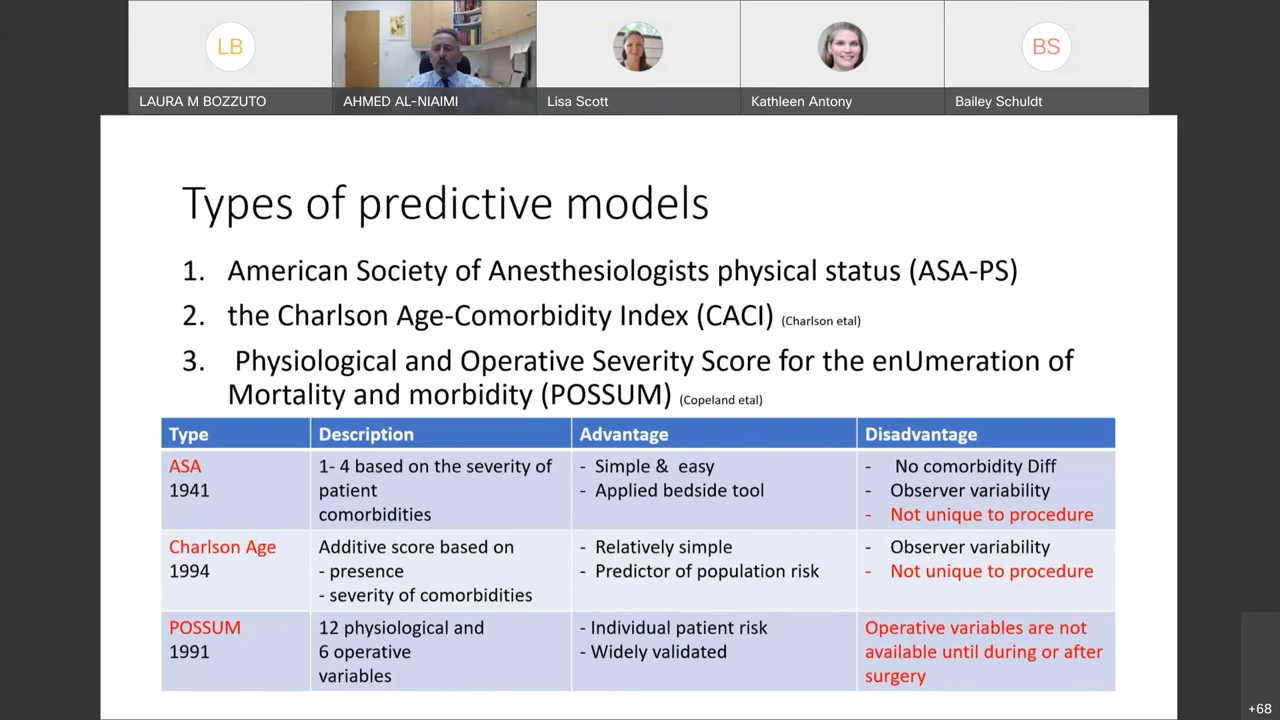 LB
BS
LAURA M BOZZUTO
AHMED AL-NIAIMI
Lisa Scott
Kathleen Antony
Bailey Schuldt
Types of predictive models
1. American Society of Anesthesiologists physical status (ASA-PS)
2. the Charlson Age-Comorbidity Index (CACI) (Charlson etal)
3. Physiological and Operative Severity Score for the enUmeration of
Mortality and morbidity (POSSUM) (Copeland etal)
Type Description Advantage Disadvantage
ASA
1941
1- 4 based on the severity of
patient
comorbidities
- Simple & easy
- Applied bedside tool
- No comorbidity Diff
- Observer variability
- Not unique to procedure
Charlson Age
1994
Additive score based on
- presence
- severity of comorbidities
- Relatively simple
- Predictor of population risk
- Observer variability
- Not unique to procedure
POSSUM
1991
12 physiological and
6 operative
variables
- Individual patient risk
- Widely validated
Operative variables are not
available until during or after
surgery
+68